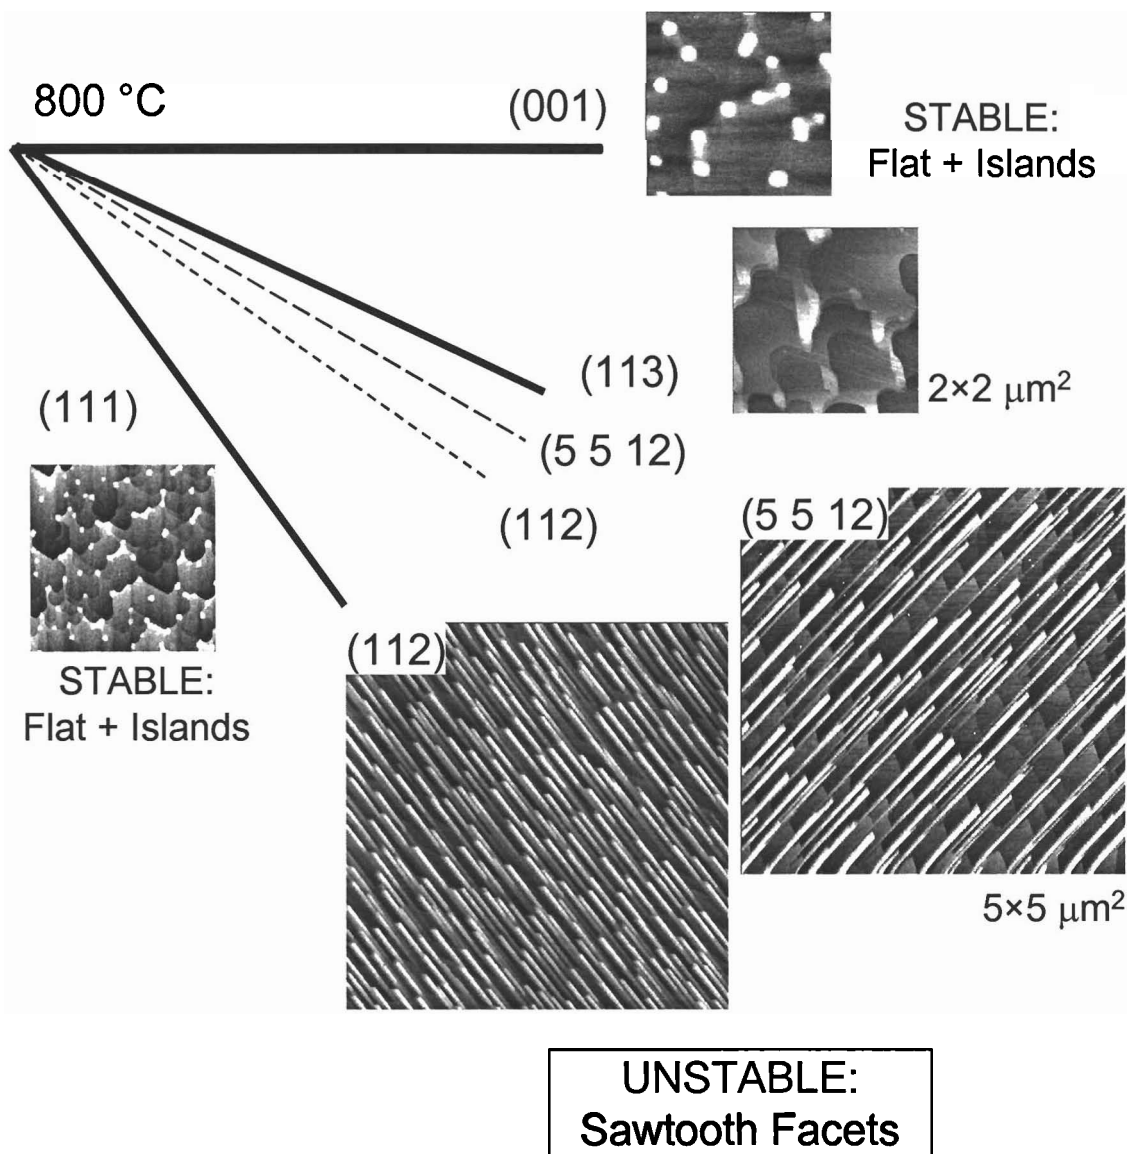 800 °C
(001)
STABLE:
Flat + Islands
(113)
2×2 μm²
(111)
(5 5 12)
(112)
(5 5 12)
STABLE:
Flat + Islands
(112)
5×5 μm²
UNSTABLE:
Sawtooth Facets